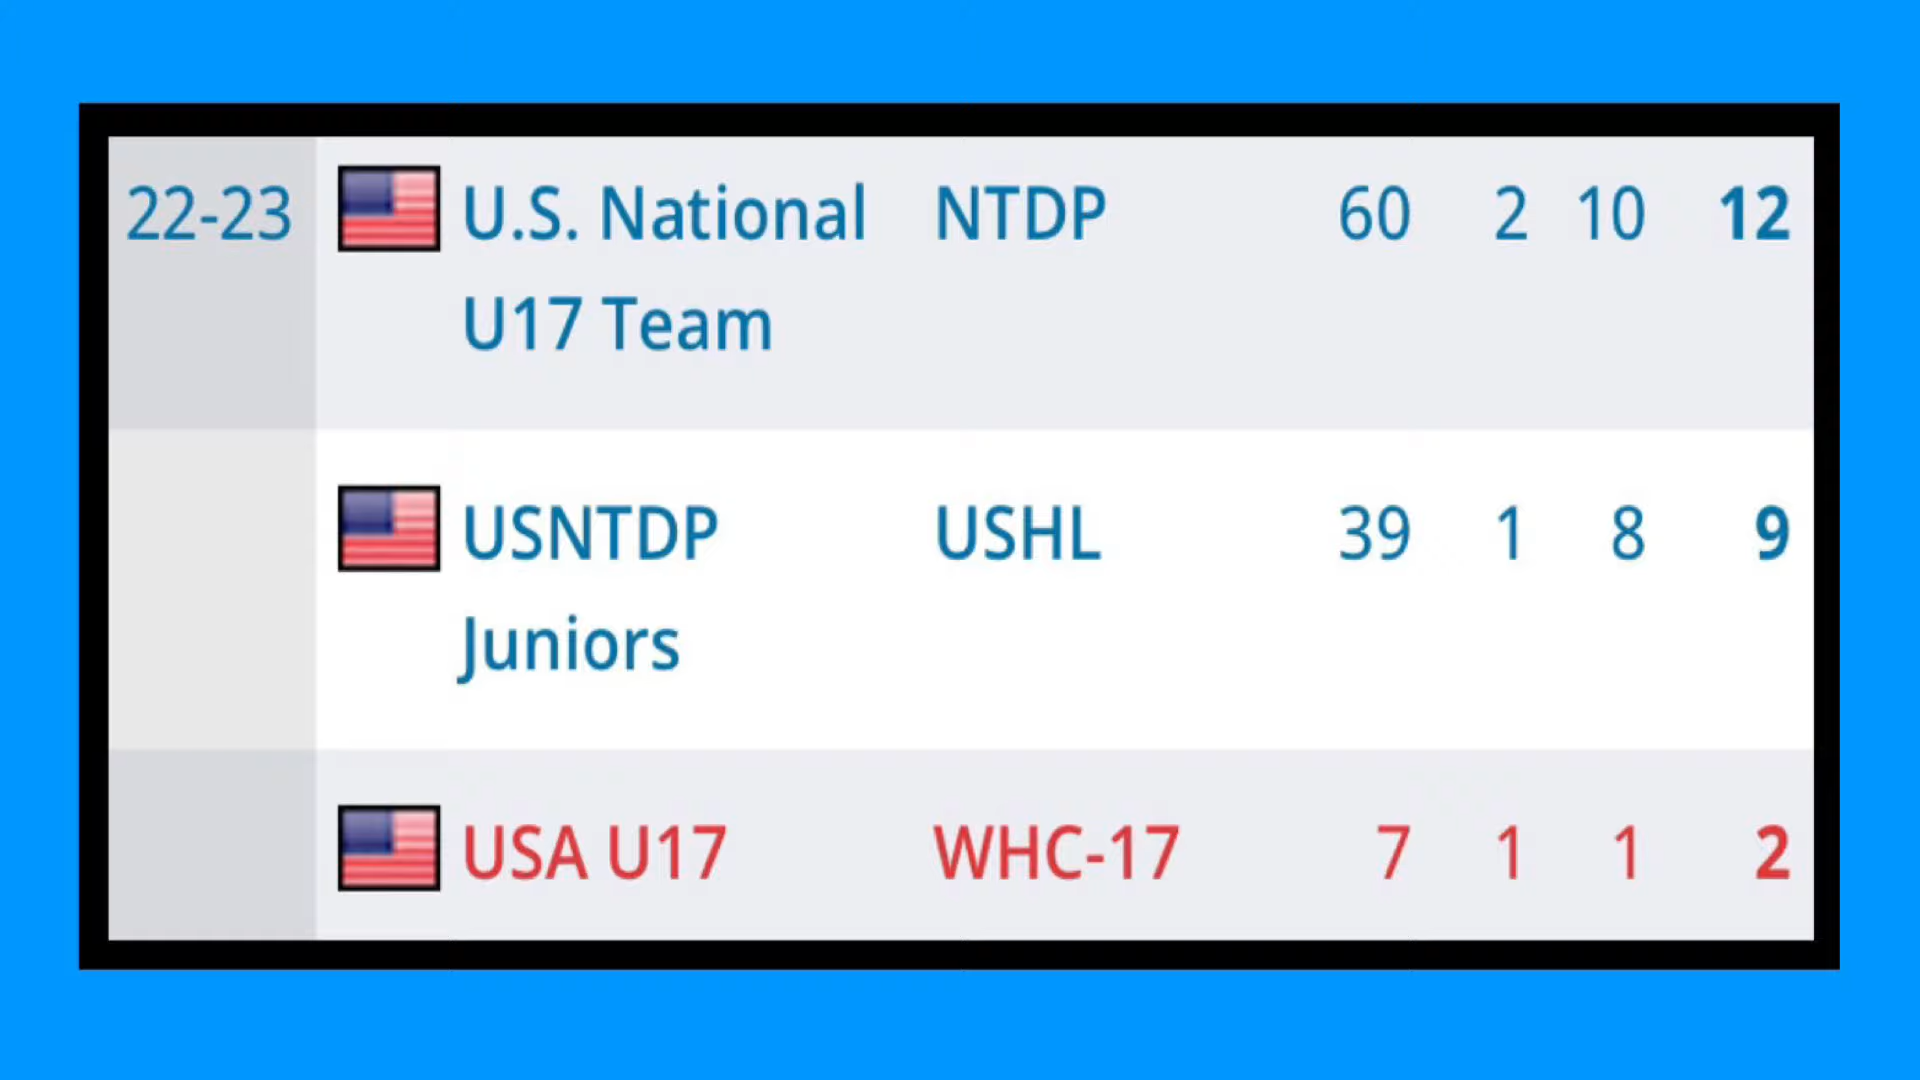 22-23 U.S. National NTDP 60 2 10 12
U17 Team
USNTDP USHL 39 1 8 9
Juniors
USA U17 WHC-17 7 1 1 2